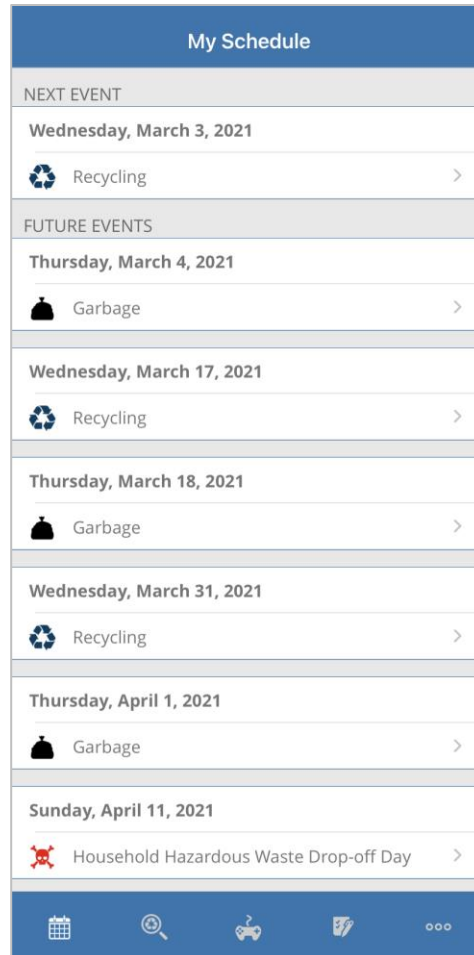 My Schedule
NEXT EVENT
Wednesday, March 3, 2021
Recycling
FUTURE EVENTS
Thursday, March 4, 2021
Garbage
Wednesday, March 17, 2021
Recycling
Thursday, March 18, 2021
Garbage
Wednesday, March 31, 2021
Recycling
Thursday, April 1, 2021
Garbage
Sunday, April 11, 2021
Household Hazardous Waste Drop-off Day